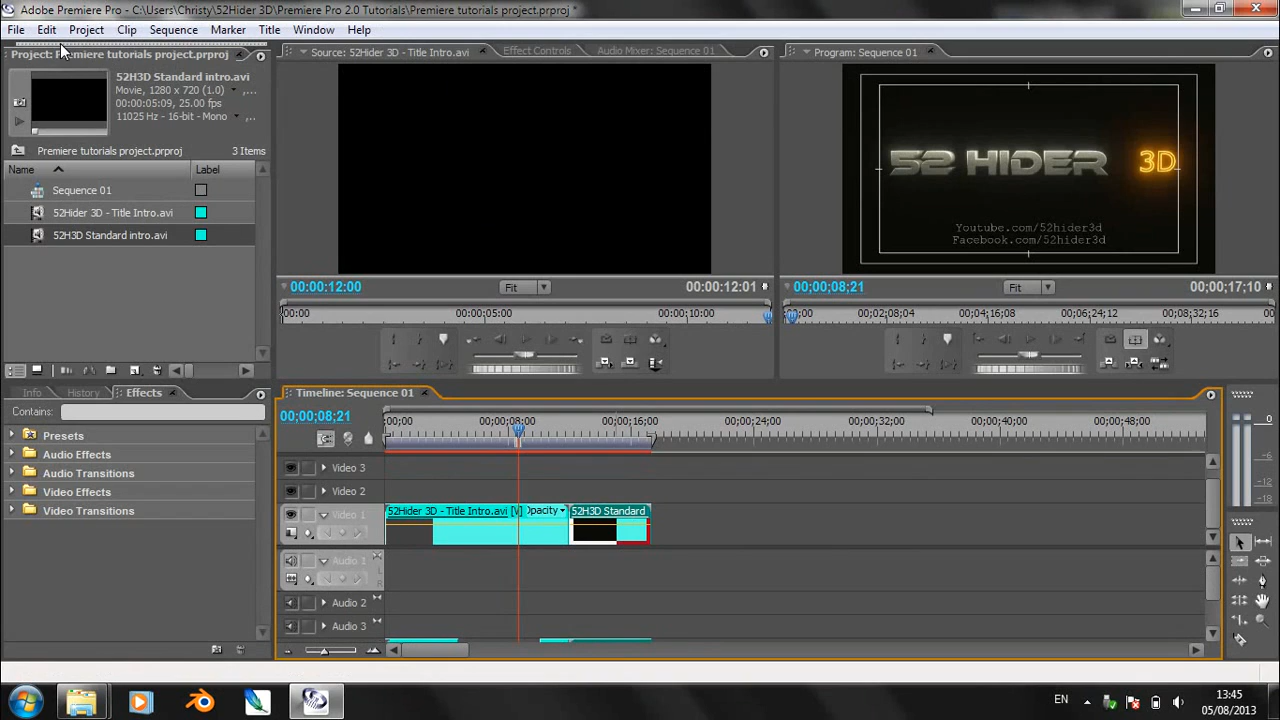 Adobe Premiere Pro - C:\Users\Christy\52Hider 3D\Premiere Pro 2.0 Tutorials\Premiere tutorials project.prproj *
File Edit Project Clip Sequence Marker Title Window Help
Project: Premiere tutorials project.prproj
52H3D Standard intro.avi
Movie, 1280 x 720 (1.0) ,...
00:00:05:09, 25.00 fps
11025 Hz - 16-bit - Mono ,...
Premiere tutorials project.prproj 3 Items
Name Label
Sequence 01
52Hider 3D - Title Intro.avi
52H3D Standard intro.avi
Source: 52Hider 3D - Title Intro.avi Effect Controls Audio Mixer: Sequence 01
00:00:12:00 Fit 00:00:12:01
:00:00 00:00:05:00 00:00:10:00
Program: Sequence 01
52 HIDER 3D
Youtube.com/52hider3d
Facebook.com/52hider3d
00;00;08;21 Fit 00;00;17;10
;00 00;02;08;04 00;04;16;08 00;06;24;12 00;08;32;16 00
Info History Effects
Contains:
Presets
Audio Effects
Audio Transitions
Video Effects
Video Transitions
Timeline: Sequence 01
00;00;08;21
;00;00 00;00;08;00 00;00;16;00 00;00;24;00 00;00;32;00 00;00;40;00 00;00;48;00
Video 3
Video 2
Video 1
52Hider 3D - Title Intro.avi [V] Opacity
52H3D Standard
Audio 1
L
R
Audio 2
Audio 3
0
-6
-12
-18
EN
13:45
05/08/2013